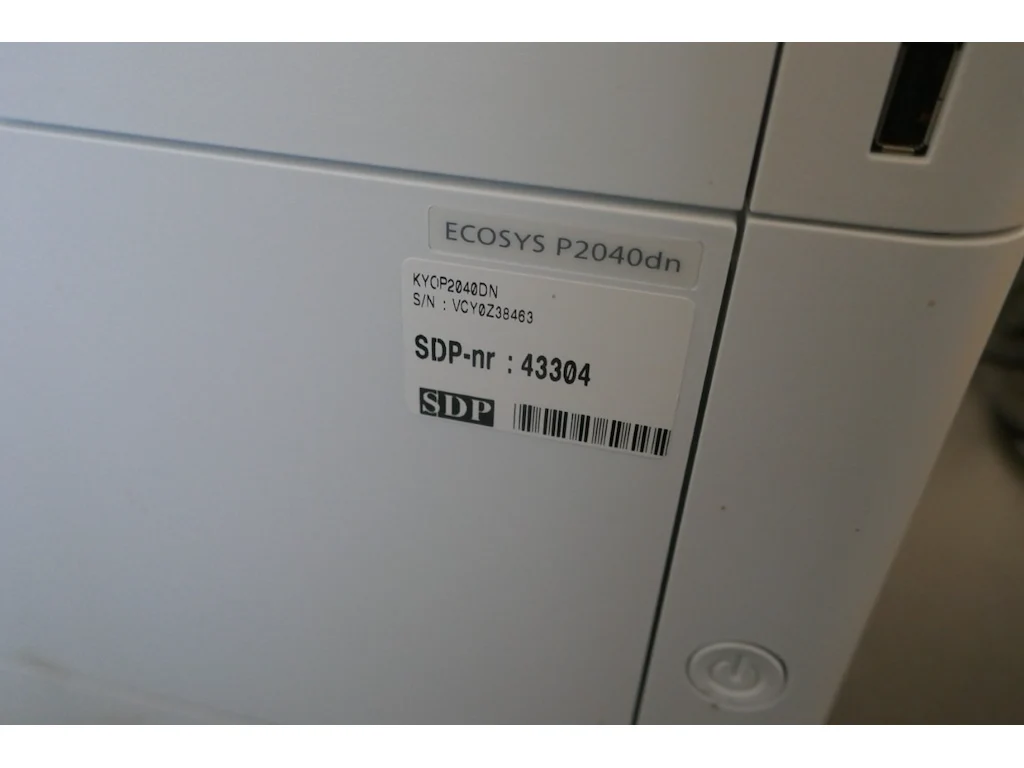 ECOSYS P2040dn
KYOP2040DN
S/N : VCY0Z38463
SDP-nr : 43304
SDP